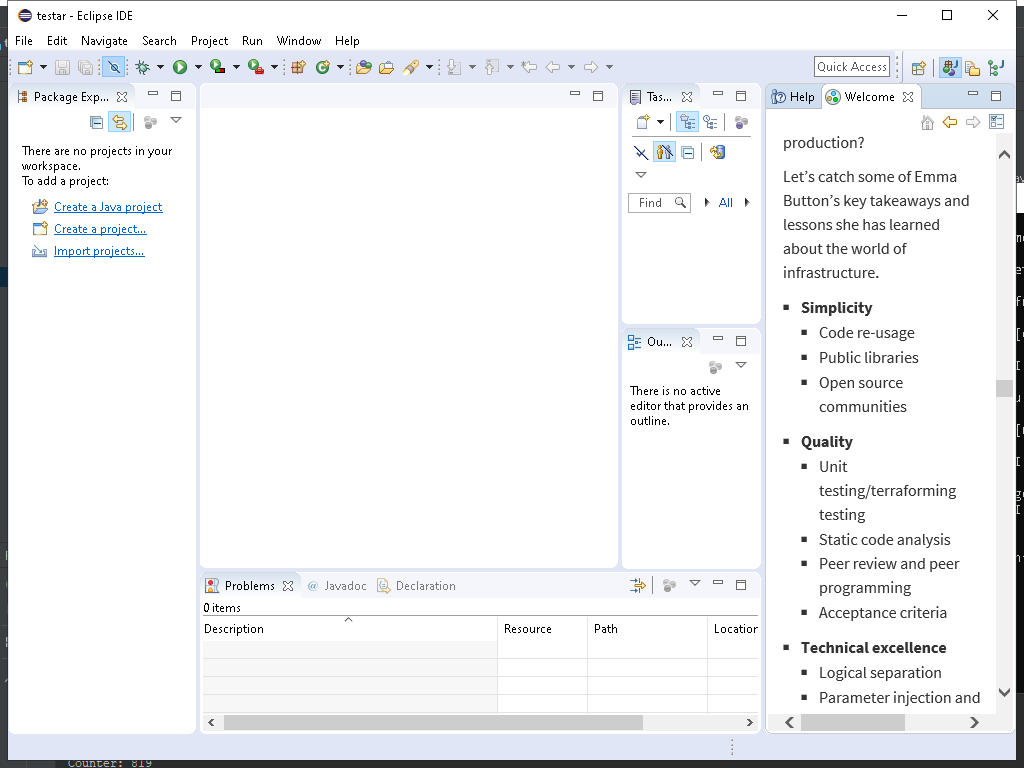 testar - Eclipse IDE
File Edit Navigate Search Project Run Window Help
Quick Access
Package Exp...
There are no projects in your
workspace.
To add a project:
Create a Java project
Create a project...
Import projects...
Tas...
Find
All
Ou...
There is no active
editor that provides an
outline.
Help
Welcome
production?
Let’s catch some of Emma
Button’s key takeaways and
lessons she has learned
about the world of
infrastructure.
Simplicity
Code re-usage
Public libraries
Open source
communities
Quality
Unit
testing/terraforming
testing
Static code analysis
Peer review and peer
programming
Acceptance criteria
Technical excellence
Logical separation
Parameter injection and
Problems
@ Javadoc
Declaration
0 items
Description Resource Path Location
Counter: 819